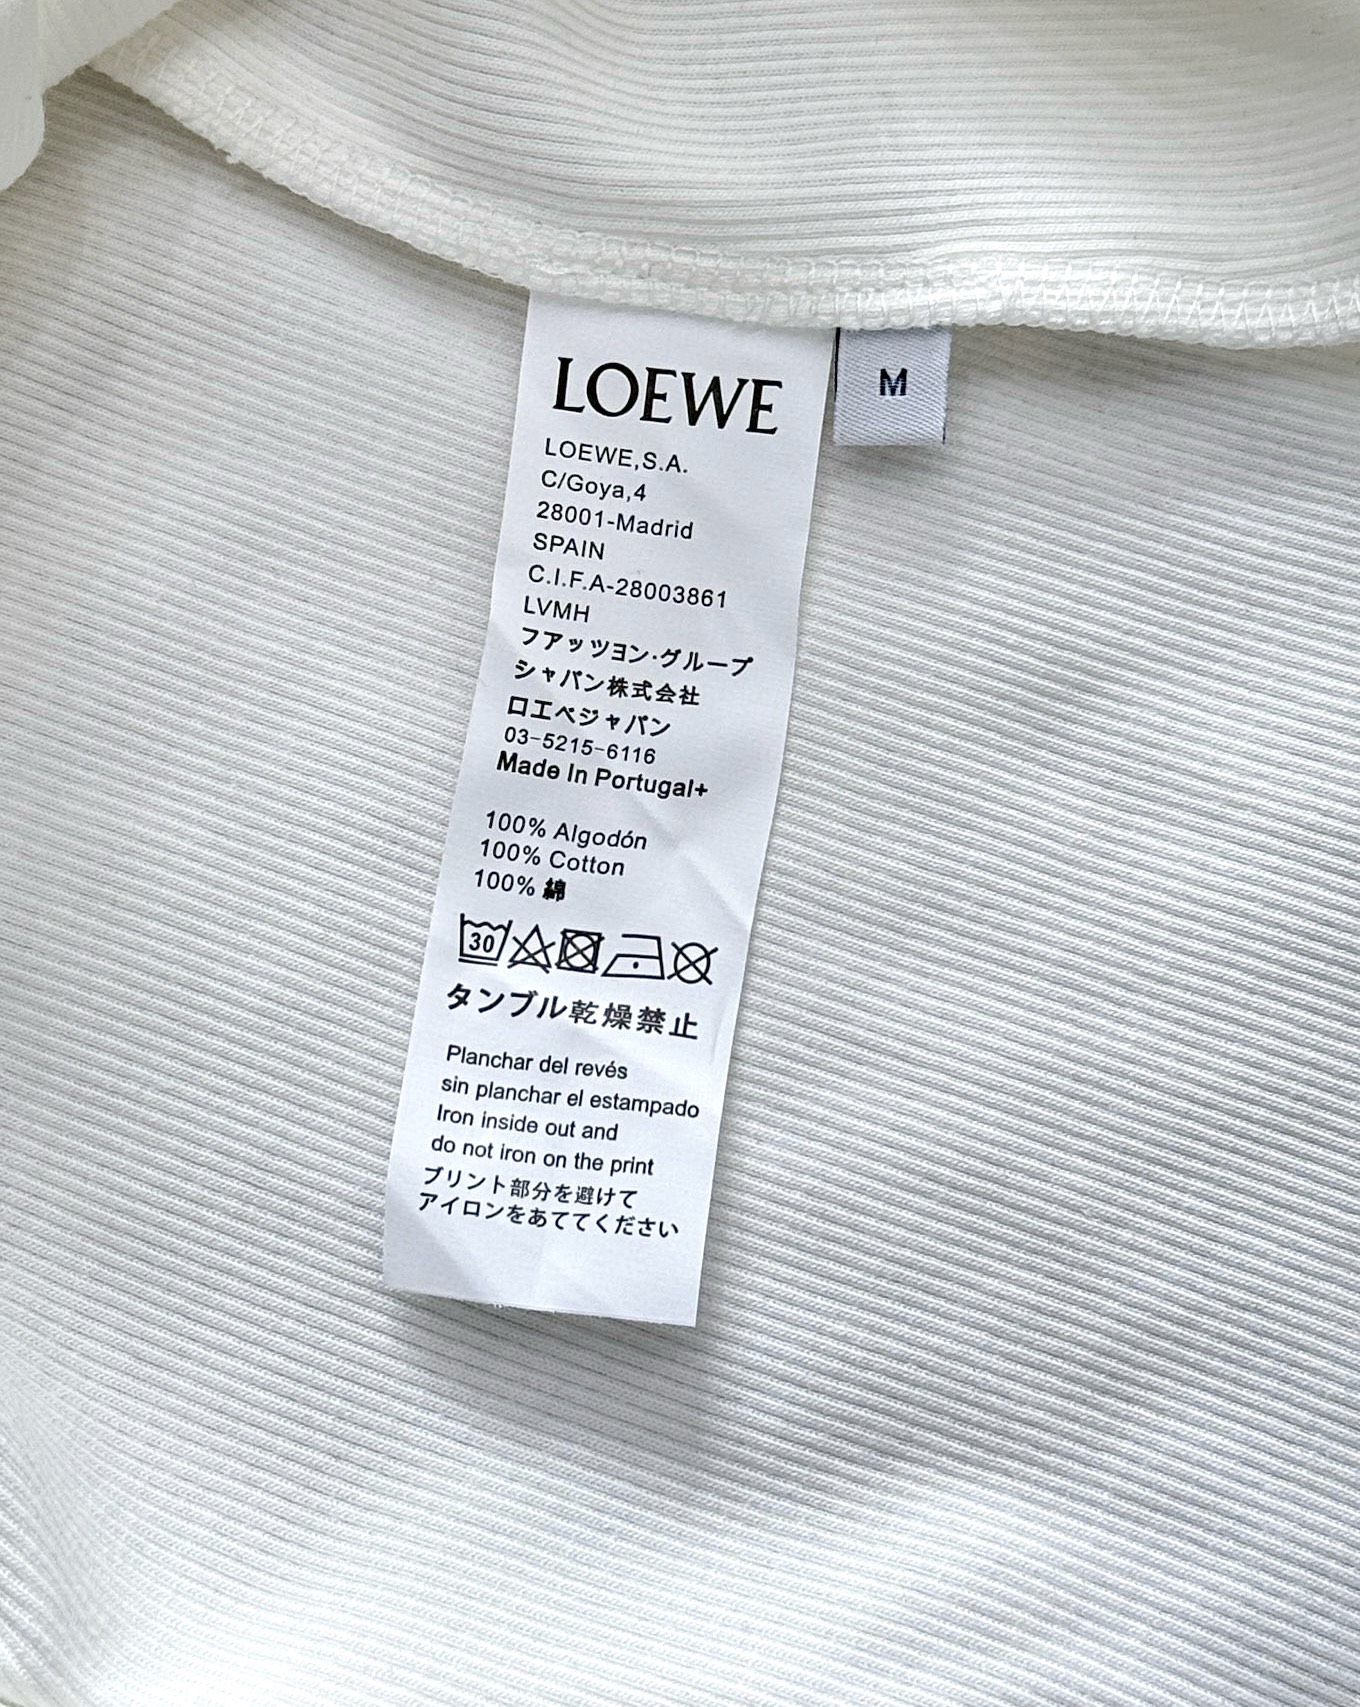 LOEWE
M
LOEWE,S.A.
C/Goya,4
28001-Madrid
SPAIN
C.I.F.A-28003861
LVMH
フアッツヨン·グループ
シャパン株式会社
口エペジャパン
03-5215-6116
Made In Portugal+
100% Algodón
100% Cotton
100% 綿
30
タンブル乾燥禁止
Planchar del revés
sin planchar el estampado
Iron inside out and
do not iron on the print
プリント部分を避けて
アイロンをあててください